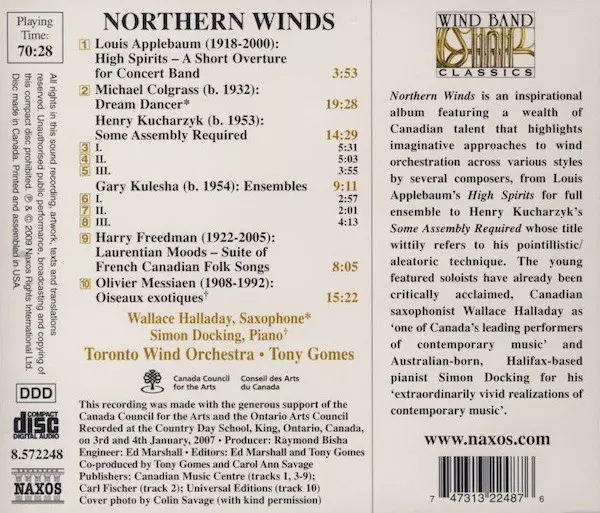 Playing
Time:
70:28
All rights in this sound recording, artwork, texts and translations
reserved. Unauthorised public performance, broadcasting and copying of
this compact disc prohibited. ℗ & © 2009 Naxos Rights International Ltd.
Disc made in Canada. Printed and assembled in USA.
DDD
COMPACT
disc
DIGITAL AUDIO
8.572248
NAXOS
NORTHERN WINDS
1 Louis Applebaum (1918-2000):
High Spirits – A Short Overture
for Concert Band 3:53
2 Michael Colgrass (b. 1932):
Dream Dancer* 19:28
Henry Kucharzyk (b. 1953):
Some Assembly Required 14:29
3 I. 5:31
4 II. 5:03
5 III. 3:55
Gary Kulesha (b. 1954): Ensembles 9:11
6 I. 2:57
7 II. 2:01
8 III. 4:13
9 Harry Freedman (1922-2005):
Laurentian Moods – Suite of
French Canadian Folk Songs 8:05
10 Olivier Messiaen (1908-1992):
Oiseaux exotiques† 15:22
Wallace Halladay, Saxophone*
Simon Docking, Piano†
Toronto Wind Orchestra • Tony Gomes
Canada Council
for the Arts
Conseil des Arts
du Canada
This recording was made with the generous support of the
Canada Council for the Arts and the Ontario Arts Council
Recorded at the Country Day School, King, Ontario, Canada,
on 3rd and 4th January, 2007 • Producer: Raymond Bisha
Engineer: Ed Marshall • Editors: Ed Marshall and Tony Gomes
Co-produced by Tony Gomes and Carol Ann Savage
Publishers: Canadian Music Centre (tracks 1, 3-9);
Carl Fischer (track 2); Universal Editions (track 10)
Cover photo by Colin Savage (with kind permission)
WIND BAND
CLASSICS
Northern Winds is an inspirational
album featuring a wealth of
Canadian talent that highlights
imaginative approaches to wind
orchestration across various styles
by several composers, from Louis
Applebaum's High Spirits for full
ensemble to Henry Kucharzyk's
Some Assembly Required whose title
wittily refers to his pointillistic/
aleatoric technique. The young
featured soloists have already been
critically acclaimed, Canadian
saxophonist Wallace Halladay as
'one of Canada's leading performers
of contemporary music' and
Australian-born, Halifax-based
pianist Simon Docking for his
'extraordinarily vivid realizations of
contemporary music'.
www.naxos.com
7 47313 22487 6